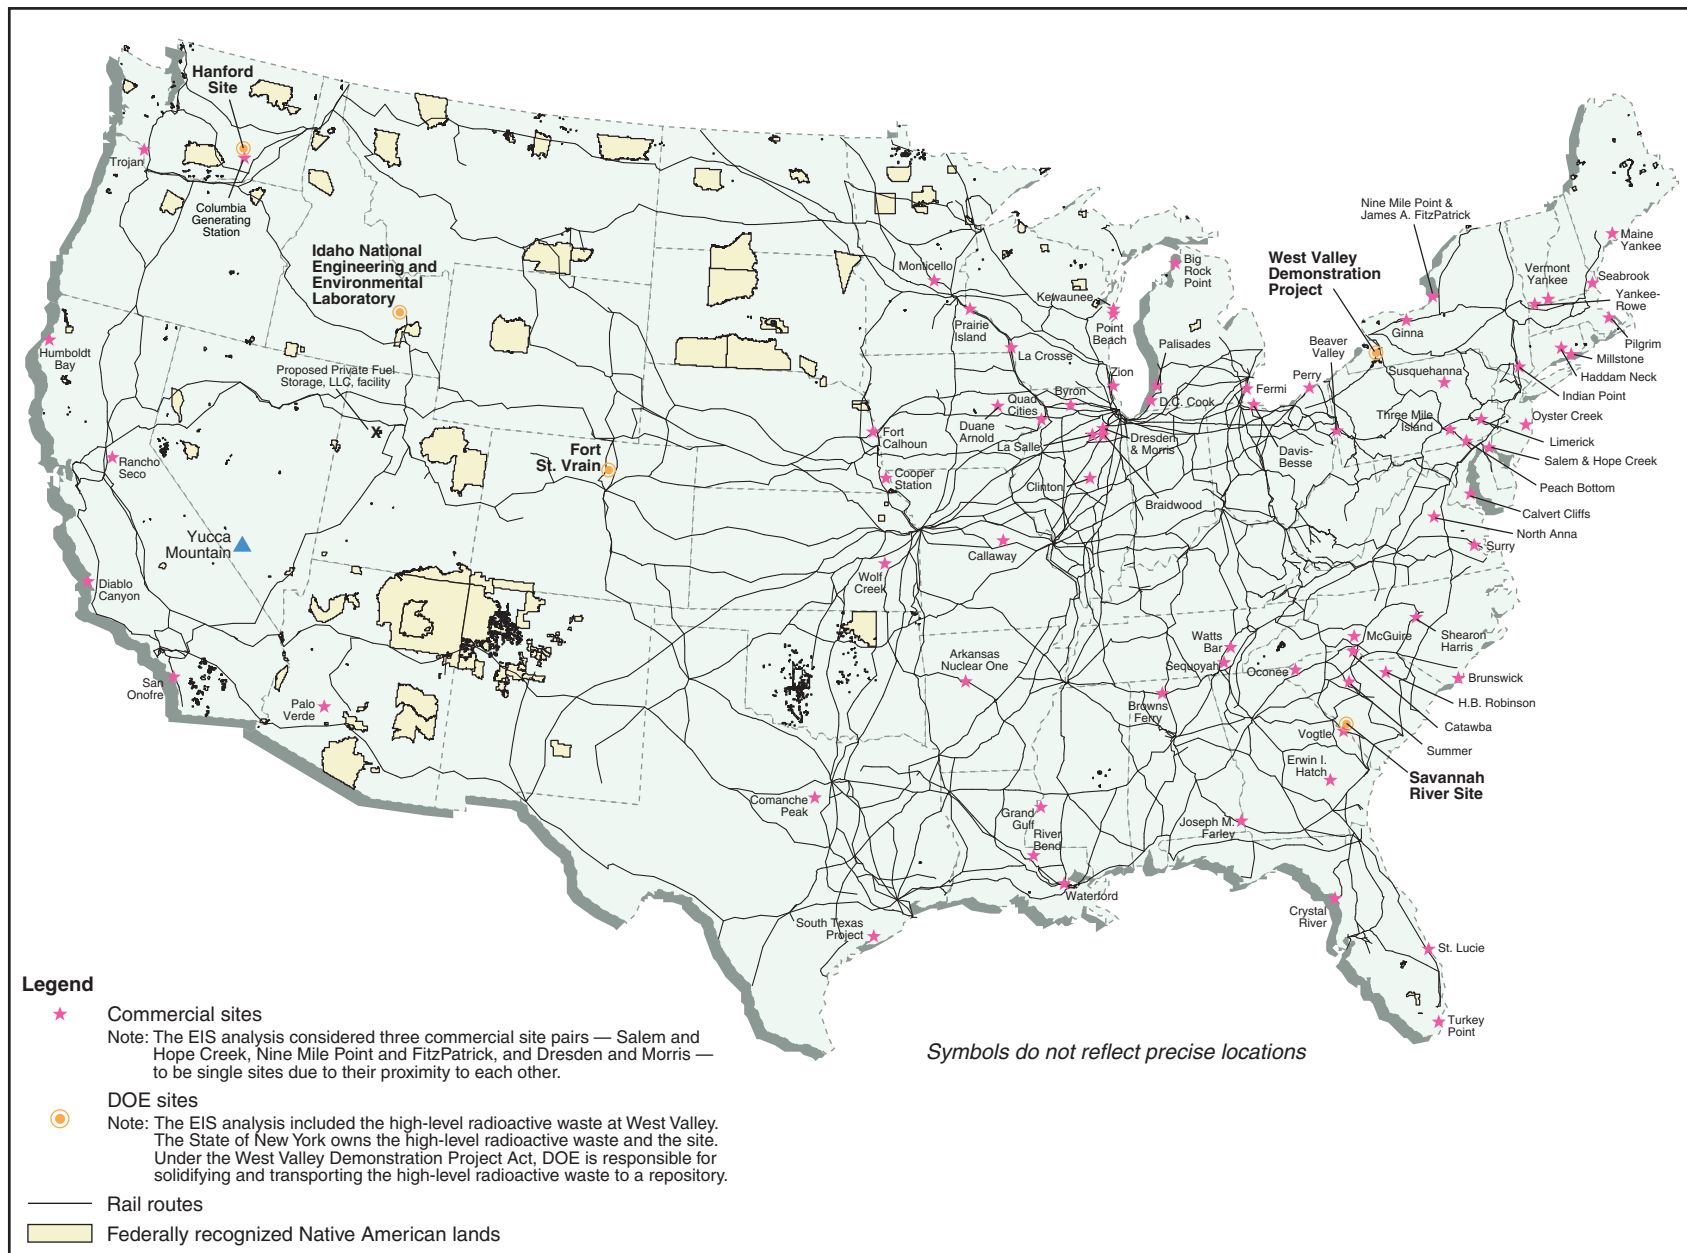 Hanford
Site
Trojan
Columbia
Generating
Station
Idaho National
Engineering and
Environmental
Laboratory
Humboldt
Bay
Proposed Private Fuel
Storage, LLC, facility
X
Rancho
Seco
Fort
St. Vrain
Yucca
Mountain
Diablo
Canyon
San
Onofre
Palo
Verde
Monticello
Prairie
Island
Kewaunee
Point
Beach
Big
Rock
Point
La Crosse
Palisades
Zion
Byron
Quad
Cities
D.C. Cook
Duane
Arnold
La Salle
Dresden
& Morris
Fort
Calhoun
Cooper
Station
Clinton
Braidwood
Callaway
Wolf
Creek
Fermi
Perry
Beaver
Valley
Davis-
Besse
West Valley
Demonstration
Project
Nine Mile Point &
James A. FitzPatrick
Ginna
Susquehanna
Three Mile
Island
Maine
Yankee
Vermont
Yankee
Seabrook
Yankee-
Rowe
Pilgrim
Millstone
Haddam Neck
Indian Point
Oyster Creek
Limerick
Salem & Hope Creek
Peach Bottom
Calvert Cliffs
North Anna
Surry
Watts
Bar
Sequoyah
McGuire
Shearon
Harris
Oconee
Brunswick
H.B. Robinson
Catawba
Summer
Vogtle
Savannah
River Site
Erwin I.
Hatch
Arkansas
Nuclear One
Browns
Ferry
Comanche
Peak
Grand
Gulf
River
Bend
Joseph M.
Farley
Waterford
South Texas
Project
Crystal
River
St. Lucie
Turkey
Point
Symbols do not reflect precise locations
Legend
Commercial sites
Note: The EIS analysis considered three commercial site pairs — Salem and
Hope Creek, Nine Mile Point and FitzPatrick, and Dresden and Morris —
to be single sites due to their proximity to each other.
DOE sites
Note: The EIS analysis included the high-level radioactive waste at West Valley.
The State of New York owns the high-level radioactive waste and the site.
Under the West Valley Demonstration Project Act, DOE is responsible for
solidifying and transporting the high-level radioactive waste to a repository.
Rail routes
Federally recognized Native American lands